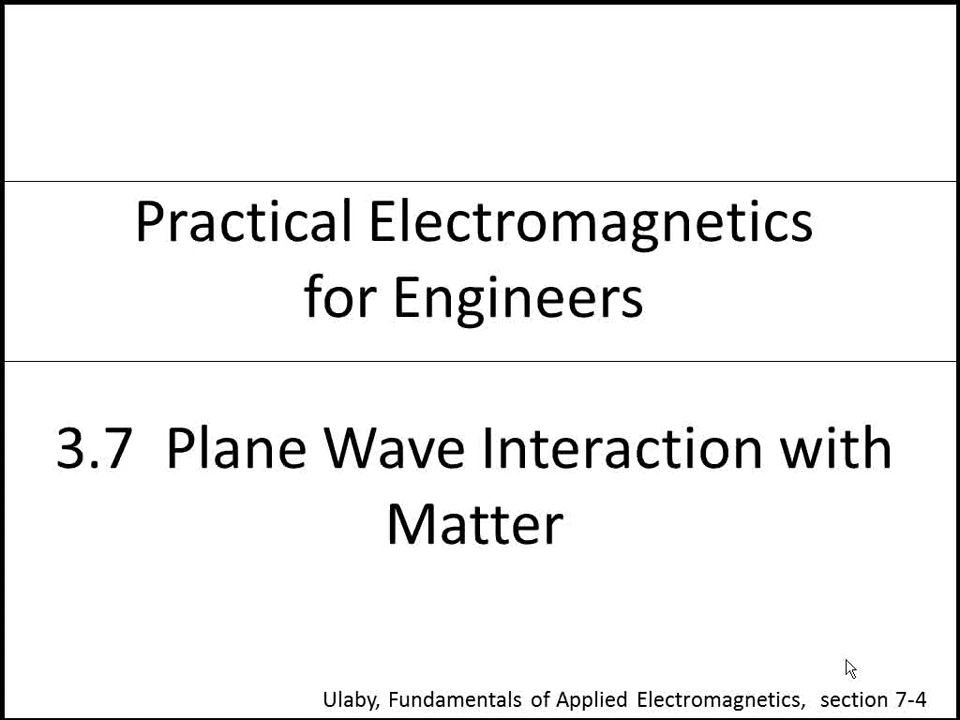 Practical Electromagnetics
for Engineers
3.7  Plane Wave Interaction with
Matter
Ulaby, Fundamentals of Applied Electromagnetics,  section 7-4